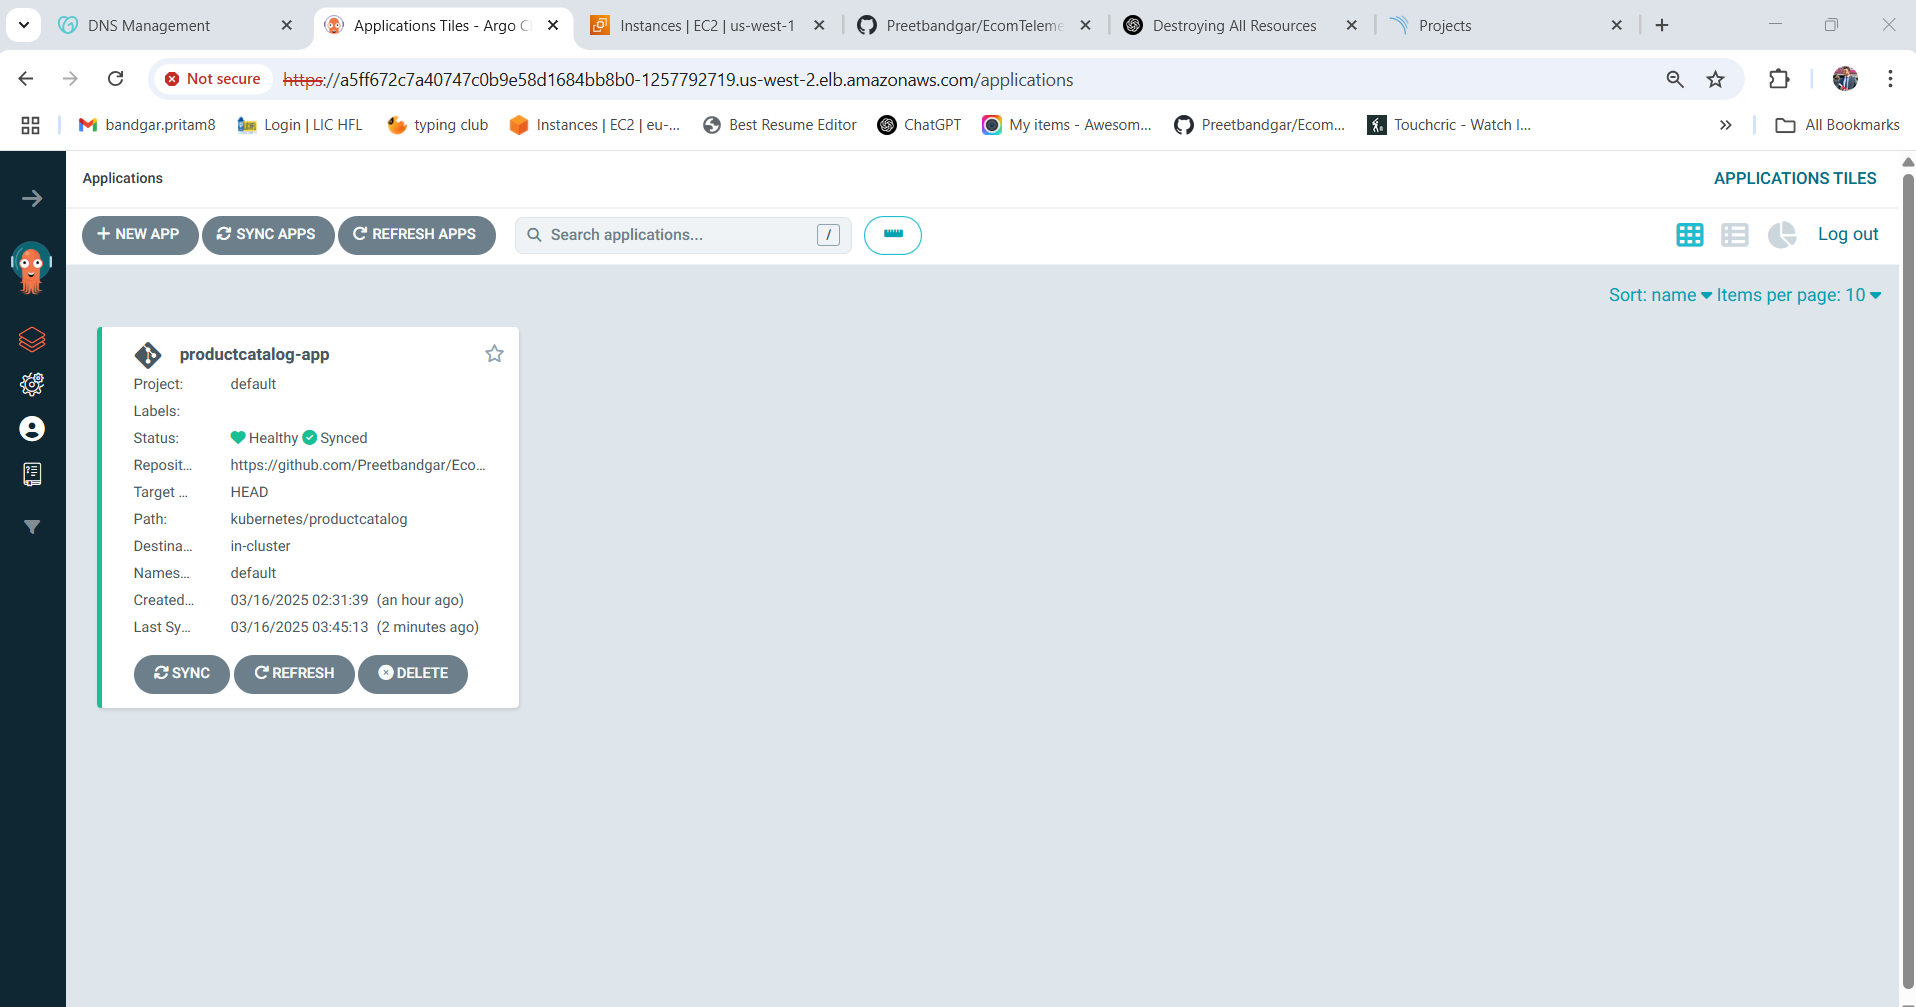 DNS Management
Applications Tiles - Argo C
Instances | EC2 | us-west-1
Preetbandgar/EcomTeleme
Destroying All Resources
Projects
Not secure https://a5ff672c7a40747c0b9e58d1684bb8b0-1257792719.us-west-2.elb.amazonaws.com/applications
bandgar.pritam8
Login | LIC HFL
typing club
Instances | EC2 | eu-...
Best Resume Editor
ChatGPT
My items - Awesom...
Preetbandgar/Ecom...
Touchcric - Watch I...
All Bookmarks
Applications
APPLICATIONS TILES
NEW APP
SYNC APPS
REFRESH APPS
Search applications... /
Log out
Sort: name Items per page: 10
productcatalog-app
Project: default
Labels:
Status: Healthy Synced
Reposit... https://github.com/Preetbandgar/Eco...
Target ... HEAD
Path: kubernetes/productcatalog
Destina... in-cluster
Names... default
Created... 03/16/2025 02:31:39 (an hour ago)
Last Sy... 03/16/2025 03:45:13 (2 minutes ago)
SYNC
REFRESH
DELETE